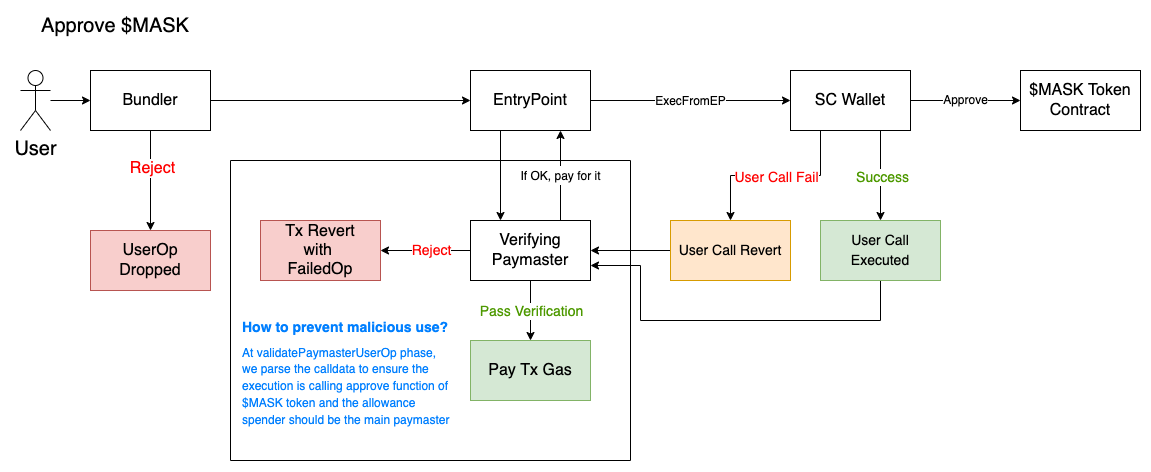 Approve $MASK
User
Bundler
EntryPoint
ExecFromEP
SC Wallet
Approve
$MASK Token
Contract
Reject
If OK, pay for it
User Call Fail
Success
UserOp
Dropped
Tx Revert
with
FailedOp
Reject
Verifying
Paymaster
User Call Revert
User Call
Executed
Pass Verification
Pay Tx Gas
How to prevent malicious use?
At validatePaymasterUserOp phase,
we parse the calldata to ensure the
execution is calling approve function of
$MASK token and the allowance
spender should be the main paymaster